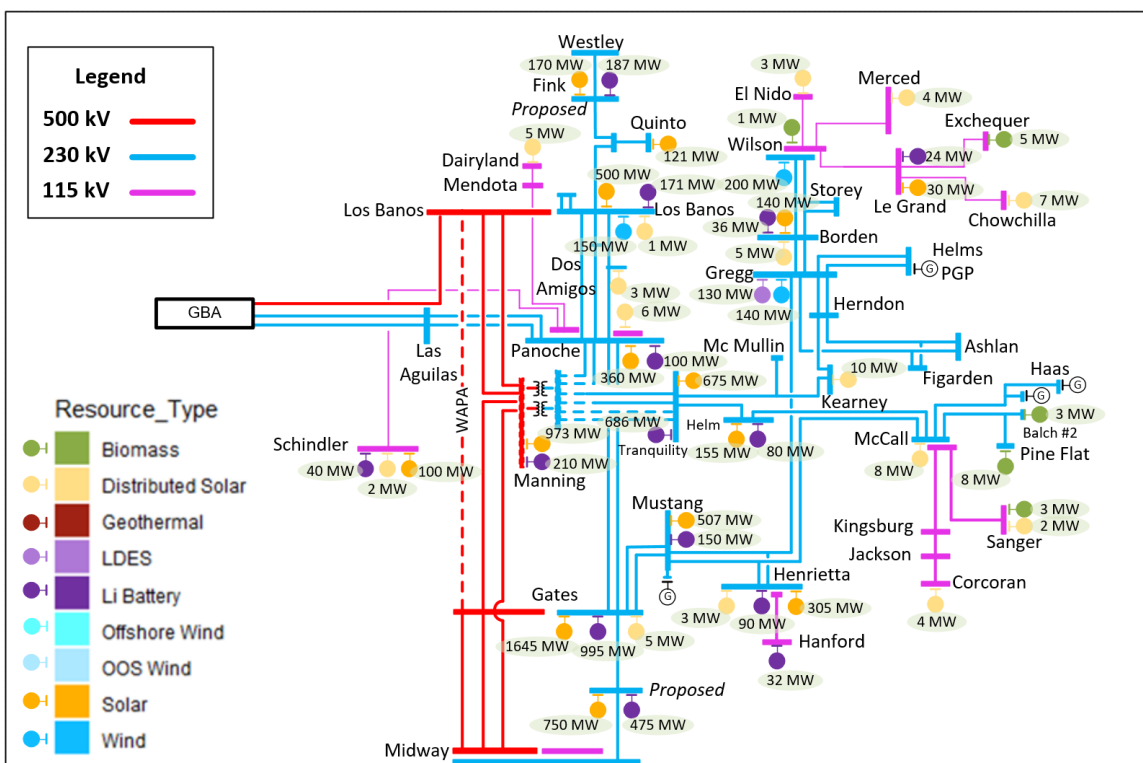 Legend
500 kV
230 kV
115 kV
Westley
170 MW
187 MW
Fink
Proposed
5 MW
Quinto
121 MW
Dairyland
Mendota
500 MW
171 MW
Los Banos
Los Banos
150 MW
1 MW
Dos
Amigos
3 MW
6 MW
GBA
Las
Aguilas
Panoche
360 MW
100 MW
WAPA
3 MW
El Nido
1 MW
Wilson
200 MW
Merced
4 MW
Exchequer
5 MW
24 MW
30 MW
Le Grand
Chowchilla
7 MW
Storey
140 MW
36 MW
Borden
5 MW
Gregg
130 MW
140 MW
Helms
G
PGP
Herndon
Mc Mullin
Ashlan
Figarden
10 MW
Kearney
675 MW
686 MW
Tranquility
Helm
155 MW
80 MW
Haas
G
G
3 MW
Balch #2
McCall
Pine Flat
8 MW
8 MW
973 MW
210 MW
Manning
Schindler
40 MW
2 MW
100 MW
3 MW
2 MW
Sanger
Kingsburg
Jackson
Corcoran
4 MW
Mustang
507 MW
150 MW
G
Henrietta
3 MW
90 MW
305 MW
Hanford
32 MW
Gates
1645 MW
995 MW
5 MW
Proposed
750 MW
475 MW
Midway
Resource_Type
Biomass
Distributed Solar
Geothermal
LDES
Li Battery
Offshore Wind
OOS Wind
Solar
Wind